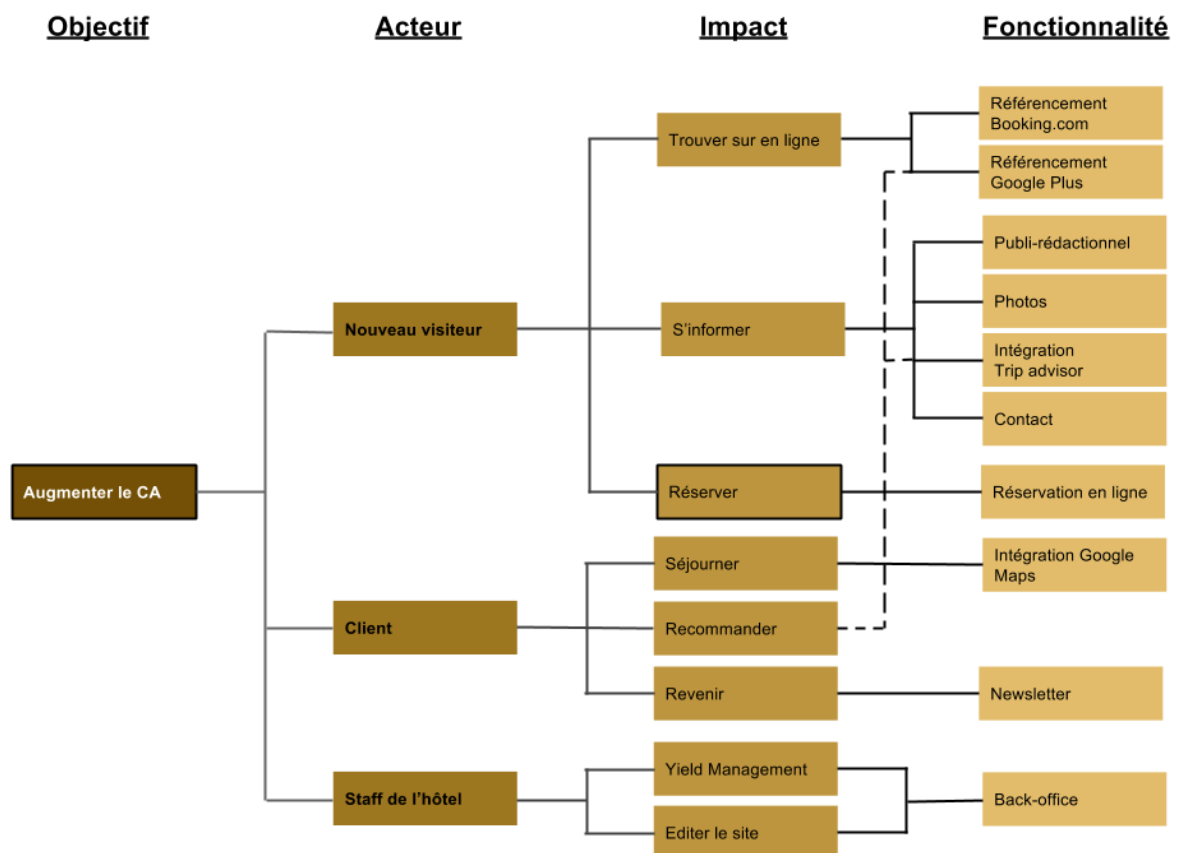 Objectif
Acteur
Impact
Fonctionnalité
Référencement
Booking.com
Trouver sur en ligne
Référencement
Google Plus
Publi-rédactionnel
Photos
Nouveau visiteur
S'informer
Intégration
Trip advisor
Contact
Augmenter le CA
Réserver
Réservation en ligne
Séjourner
Intégration Google
Maps
Client
Recommander
Revenir
Newsletter
Yield Management
Staff de l'hôtel
Back-office
Editer le site